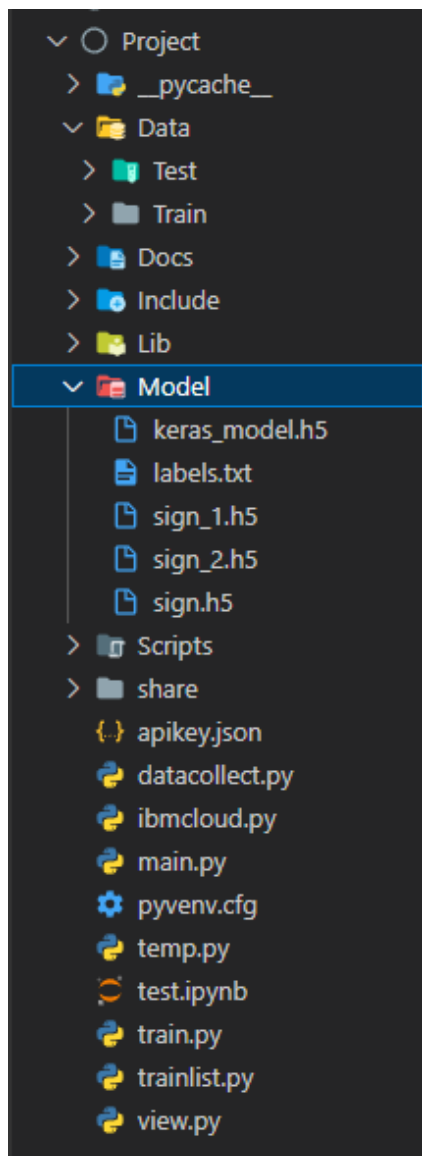 Project
__pycache__
Data
Test
Train
Docs
Include
Lib
Model
keras_model.h5
labels.txt
sign_1.h5
sign_2.h5
sign.h5
Scripts
share
apikey.json
datacollect.py
ibmcloud.py
main.py
pyvenv.cfg
temp.py
test.ipynb
train.py
trainlist.py
view.py